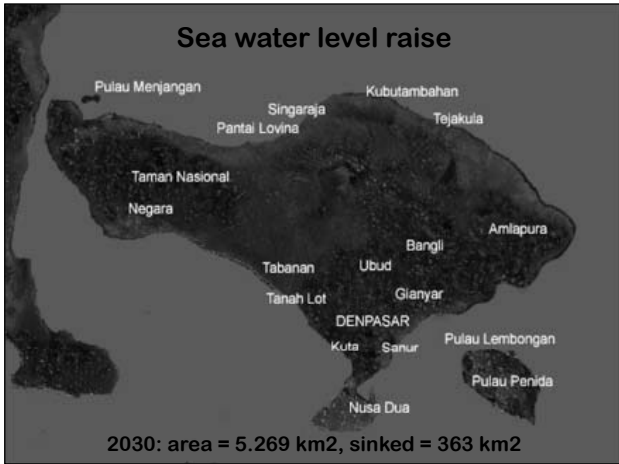 Sea water level raise
Pulau Menjangan
Kubutambahan
Singaraja
Tejakula
Pantai Lovina
Taman Nasional
Negara
Amlapura
Bangli
Tabanan
Ubud
Tanah Lot
Gianyar
DENPASAR
Kuta
Sanur
Pulau Lembongan
Pulau Penida
Nusa Dua
2030: area = 5.269 km2, sinked = 363 km2